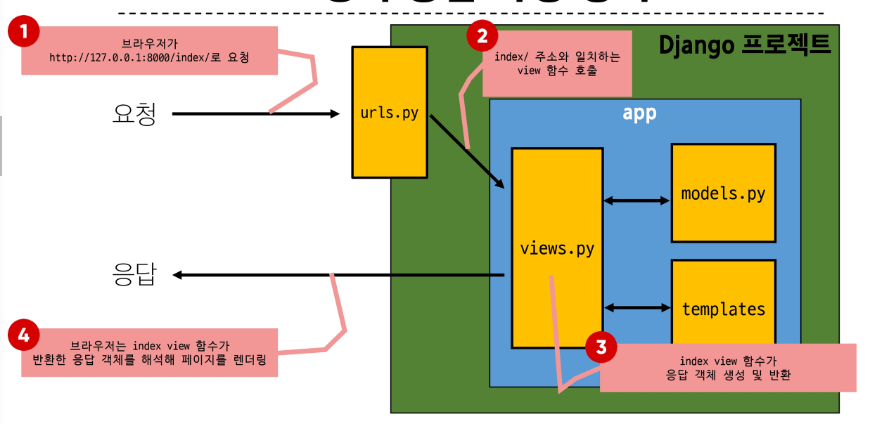 1
브라우저가
http://127.0.0.1:8000/index/로 요청
2
index/ 주소와 일치하는
view 함수 호출
Django 프로젝트
요청
urls.py
app
models.py
views.py
응답
templates
4
브라우저는 index view 함수가
반환한 응답 객체를 해석해 페이지를 렌더링
3
index view 함수가
응답 객체 생성 및 반환